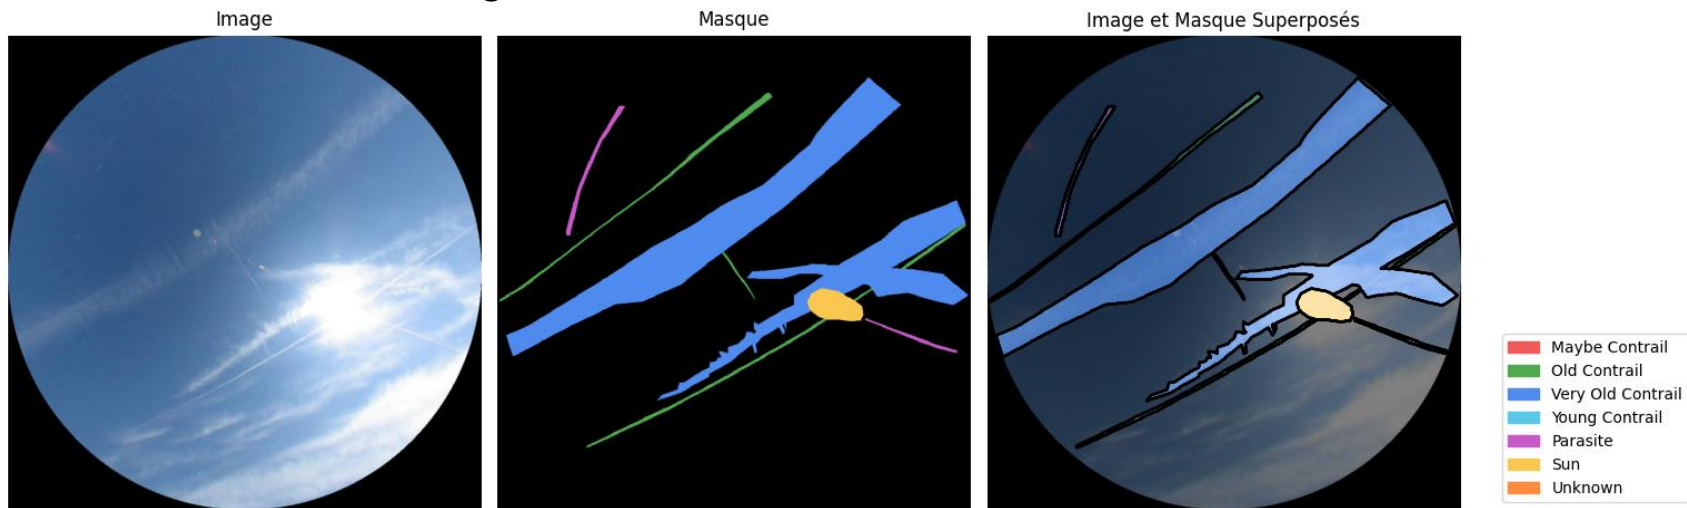 Image
Masque
Image et Masque Superposés
Maybe Contrail
Old Contrail
Very Old Contrail
Young Contrail
Parasite
Sun
Unknown